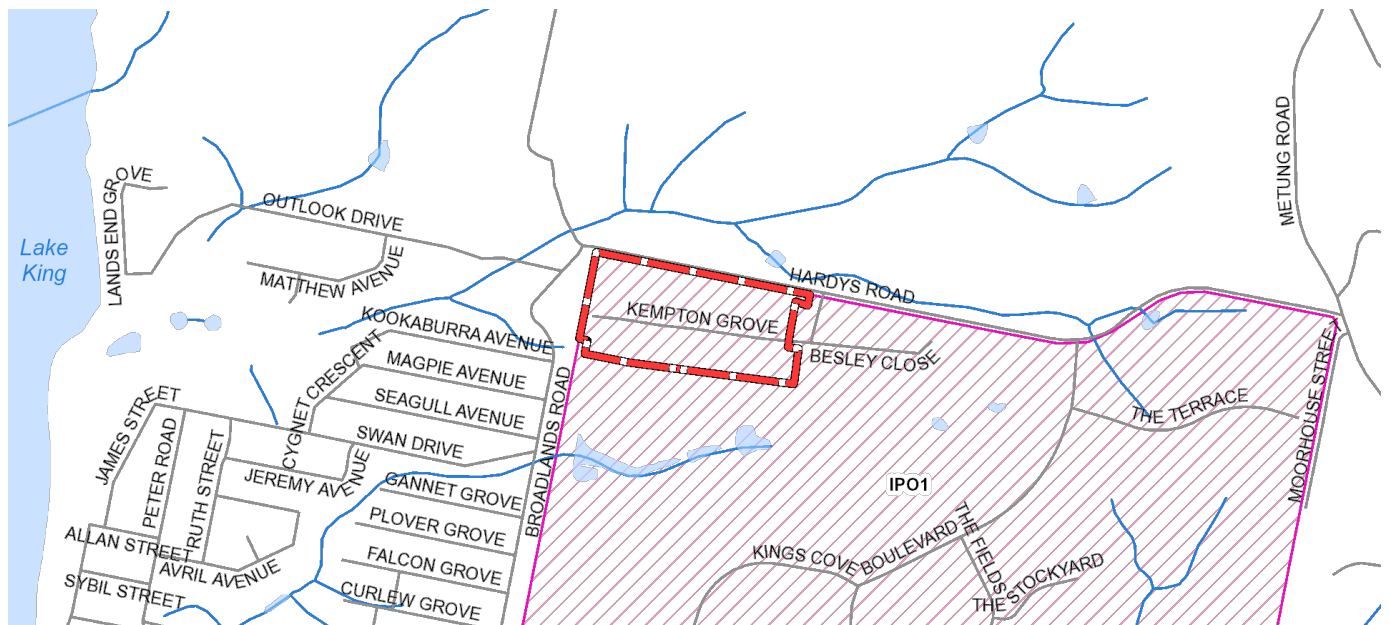 METUNG ROAD
LANDS END GROVE
OUTLOOK DRIVE
Lake
King
MATTHEW AVENUE
HARDYS ROAD
KEMPTON GROVE
KOOKABURRA AVENUE
BESLEY CLOSE
MAGPIE AVENUE
CYGNET CRESCENT
SEAGULL AVENUE
THE TERRACE
MOORHOUSE STREET
JAMES STREET
PETER ROAD
RUTH STREET
SWAN DRIVE
JEREMY AVENUE
BROADLANDS ROAD
GANNET GROVE
IPO1
PLOVER GROVE
ALLAN STREET
AVRIL AVENUE
FALCON GROVE
KINGS COVE BOULEVARD
THE FIELDS
SYBIL STREET
CURLEW GROVE
THE STOCKYARD